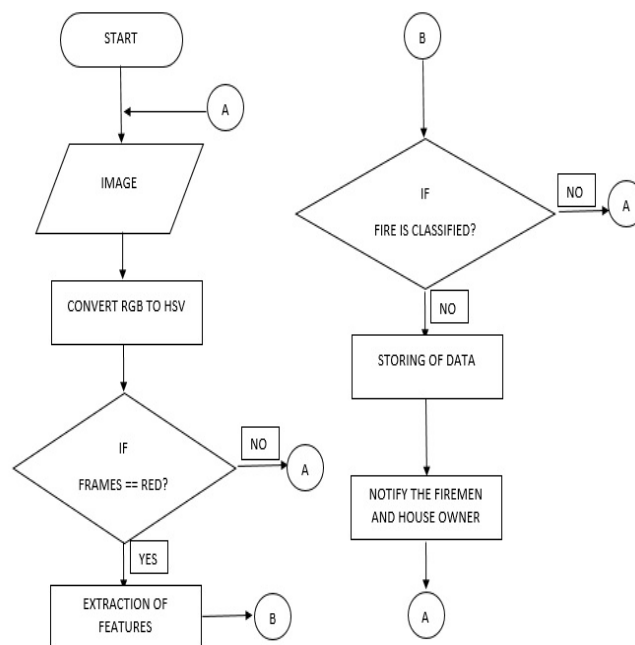 START
A
IMAGE
CONVERT RGB TO HSV
IF
FRAMES == RED?
NO
A
YES
EXTRACTION OF
FEATURES
B
B
IF
FIRE IS CLASSIFIED?
NO
A
NO
STORING OF DATA
NOTIFY THE FIREMEN
AND HOUSE OWNER
A